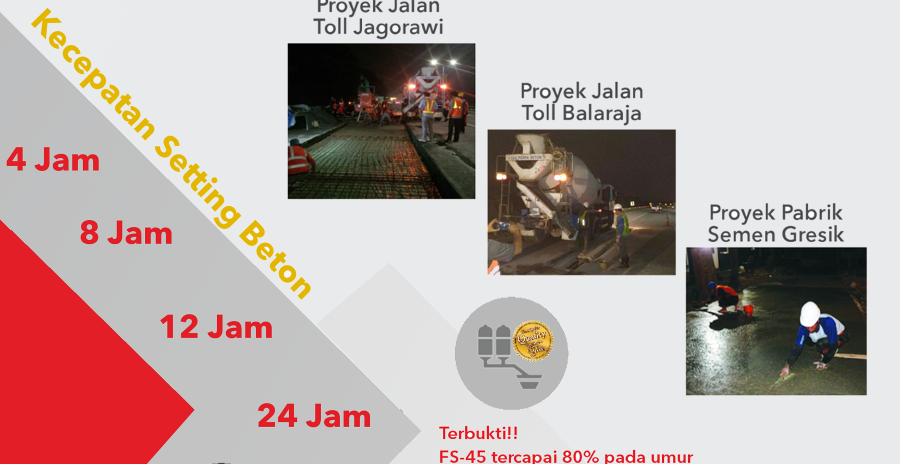 Proyek Jalan
Toll Jagorawi
Kecepatan Setting Beton
Proyek Jalan
Toll Balaraja
4 Jam
8 Jam
Proyek Pabrik
Semen Gresik
12 Jam
24 Jam
Quality
Terbukti!!
FS-45 tercapai 80% pada umur